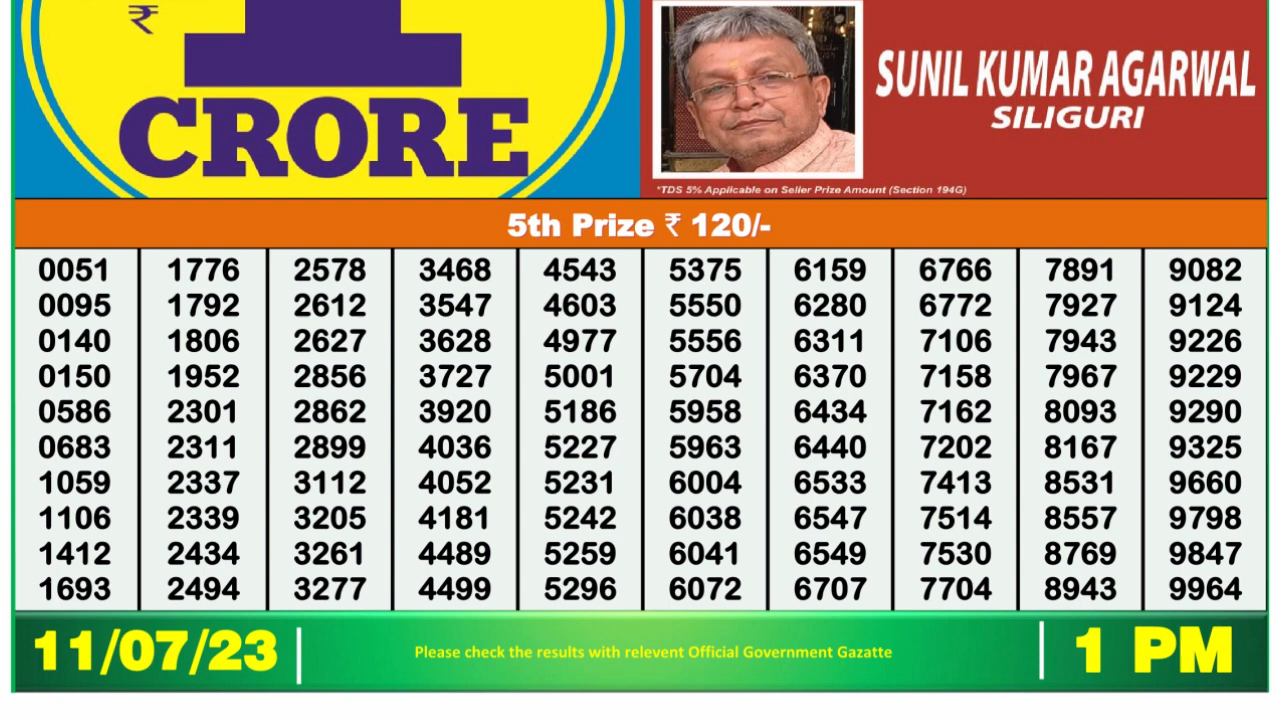 ₹
CRORE
SUNIL KUMAR AGARWAL
SILIGURI
*TDS 5% Applicable on Seller Prize Amount (Section 194G)
5th Prize ₹ 120/-
0051 1776 2578 3468 4543 5375 6159 6766 7891 9082
0095 1792 2612 3547 4603 5550 6280 6772 7927 9124
0140 1806 2627 3628 4977 5556 6311 7106 7943 9226
0150 1952 2856 3727 5001 5704 6370 7158 7967 9229
0586 2301 2862 3920 5186 5958 6434 7162 8093 9290
0683 2311 2899 4036 5227 5963 6440 7202 8167 9325
1059 2337 3112 4052 5231 6004 6533 7413 8531 9660
1106 2339 3205 4181 5242 6038 6547 7514 8557 9798
1412 2434 3261 4489 5259 6041 6549 7530 8769 9847
1693 2494 3277 4499 5296 6072 6707 7704 8943 9964
11/07/23 Please check the results with relevent Official Government Gazatte 1 PM